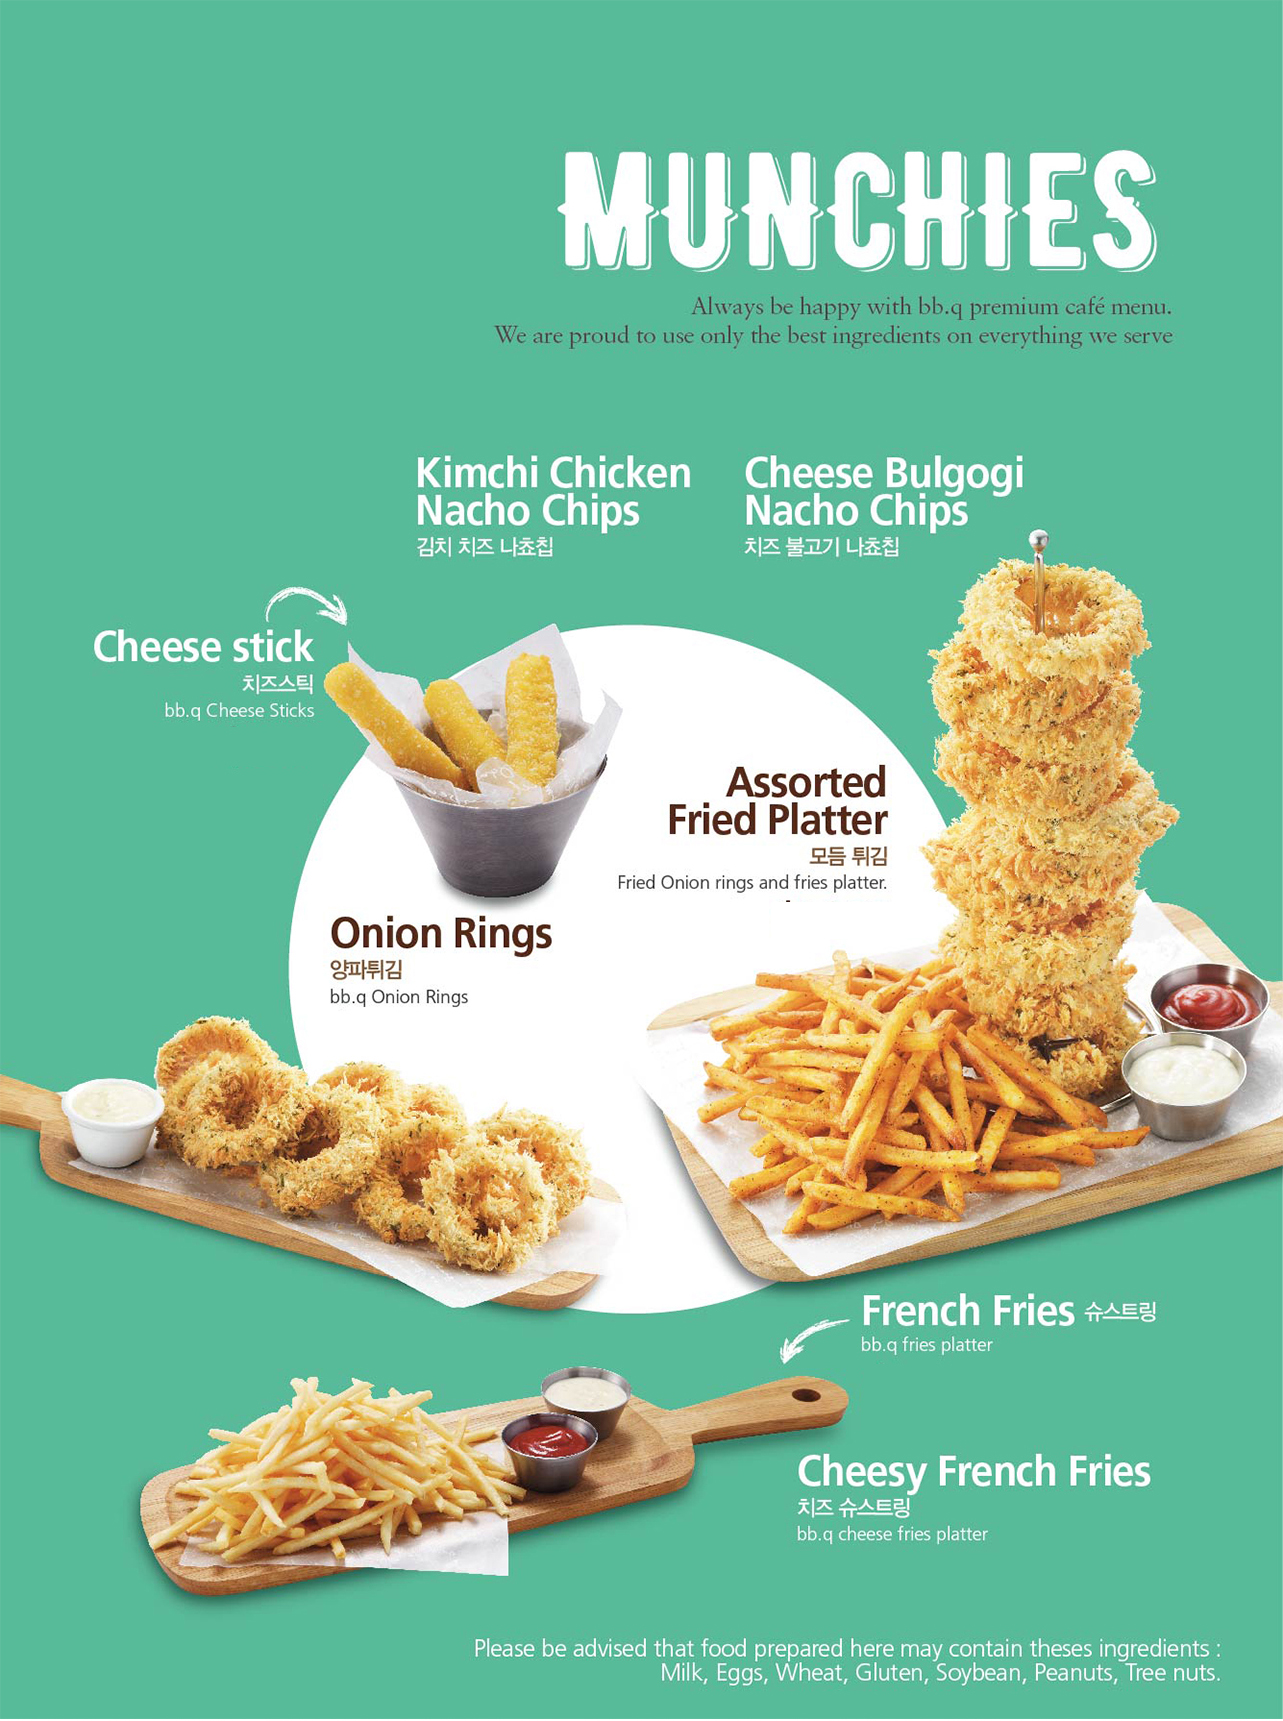 MUNCHIES
Always be happy with bb.q premium café menu.
We are proud to use only the best ingredients on everything we serve
Kimchi Chicken
Nacho Chips
김치 치즈 나쵸칩
Cheese Bulgogi
Nacho Chips
치즈 불고기 나쵸칩
Cheese stick
치즈스틱
bb.q Cheese Sticks
Assorted
Fried Platter
모듬 튀김
Fried Onion rings and fries platter.
Onion Rings
양파튀김
bb.q Onion Rings
French Fries 슈스트링
bb.q fries platter
Cheesy French Fries
치즈 슈스트링
bb.q cheese fries platter
Please be advised that food prepared here may contain theses ingredients :
Milk, Eggs, Wheat, Gluten, Soybean, Peanuts, Tree nuts.